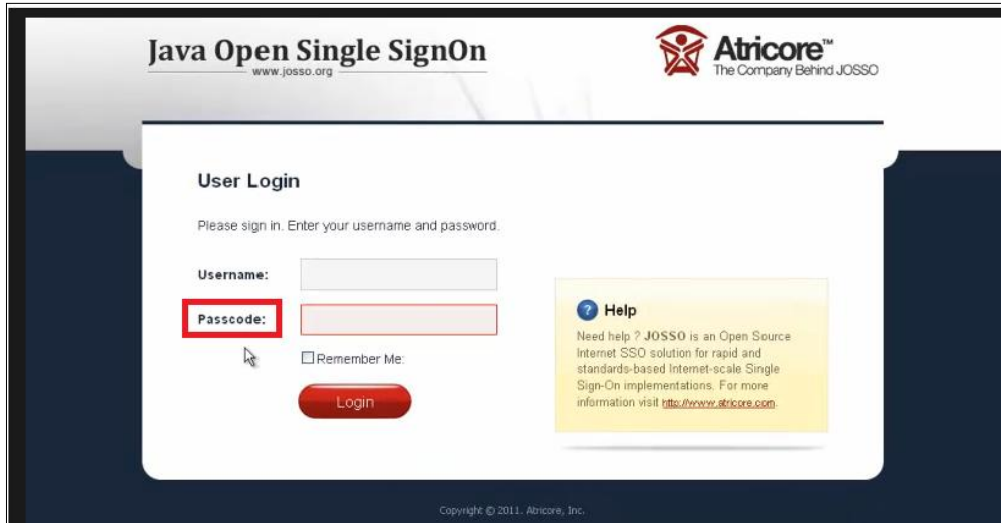 Java Open Single SignOn
www.josso.org
Atricore™
The Company Behind JOSSO
User Login
Please sign in. Enter your username and password.
Username:
Passcode:
Remember Me:
Login
? Help
Need help ? JOSSO is an Open Source
Internet SSO solution for rapid and
standards-based Internet-scale Single
Sign-On implementations. For more
information visit http://www.atricore.com.
Copyright © 2011. Atricore, Inc.